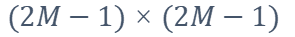 (2M − 1) × (2M − 1)